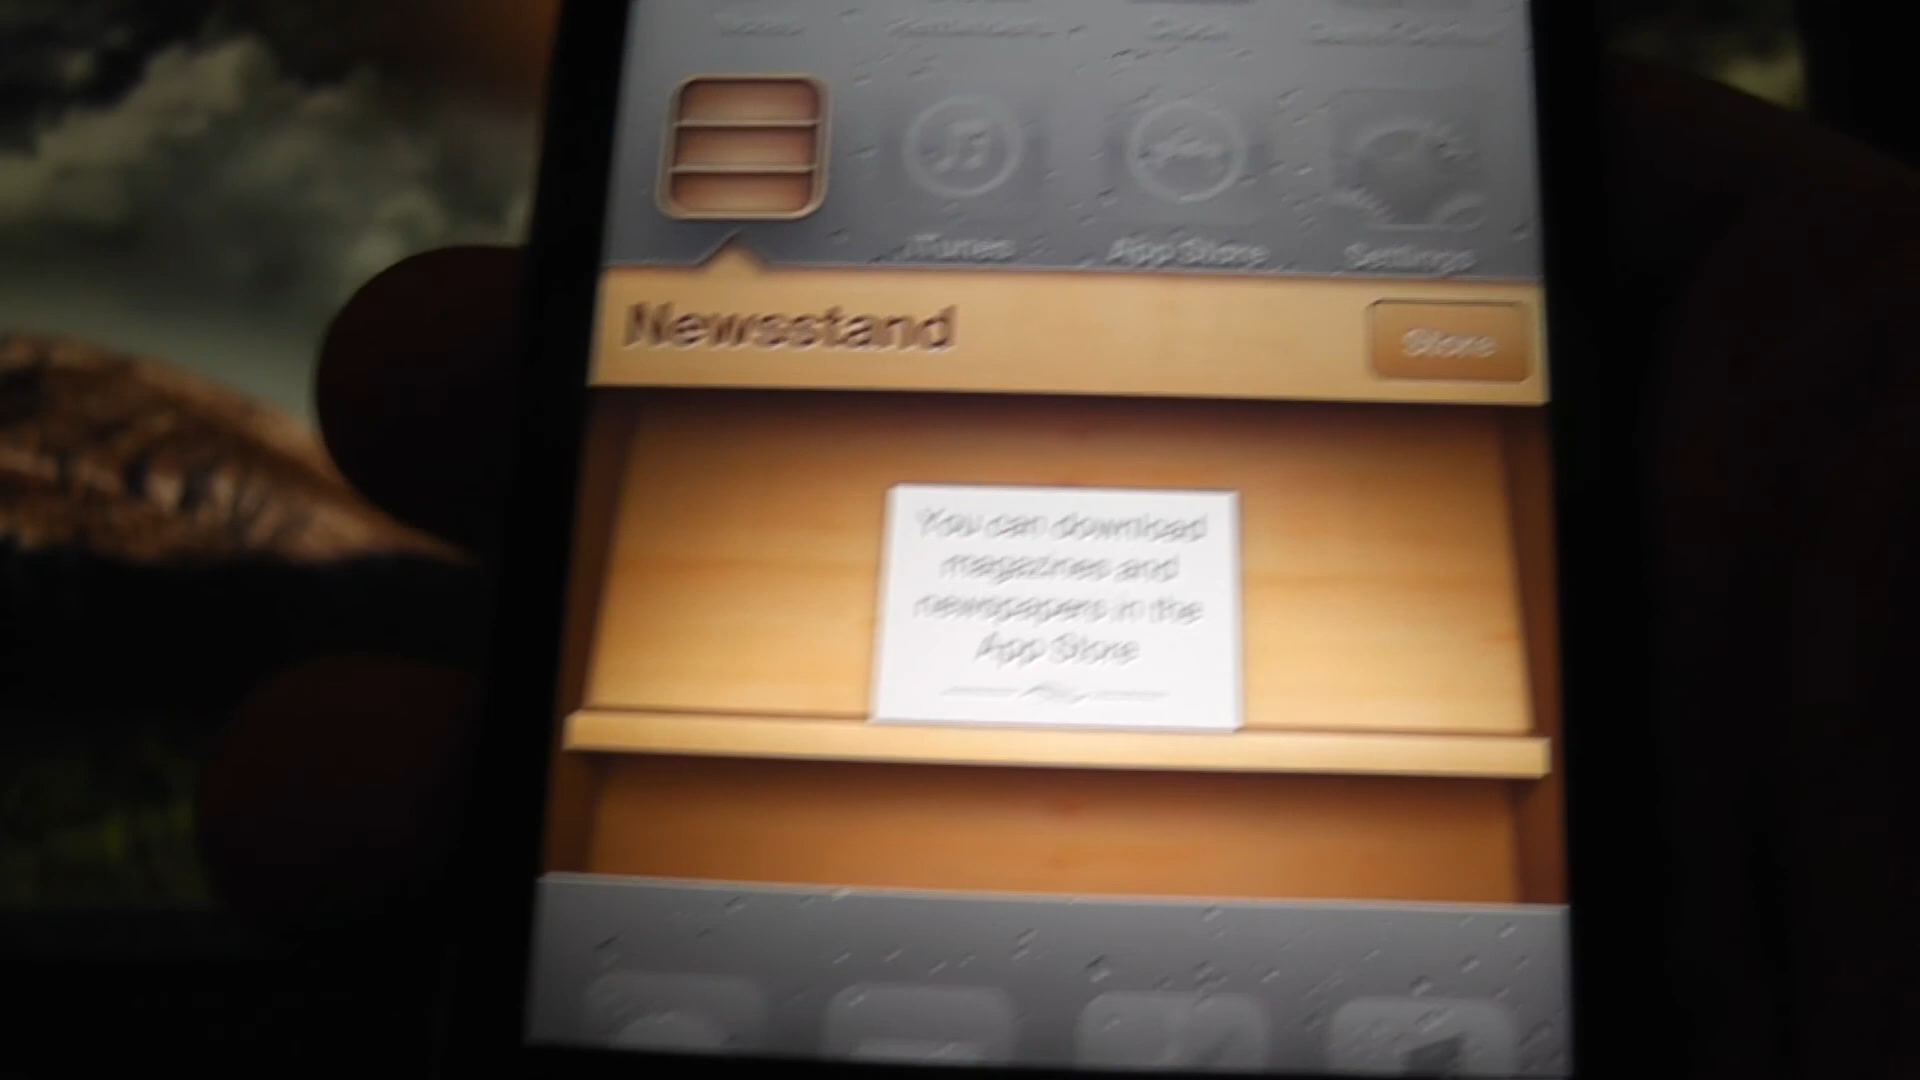 iTunes App Store Settings
Newsstand
Store
You can download
magazines and
newspapers in the
App Store